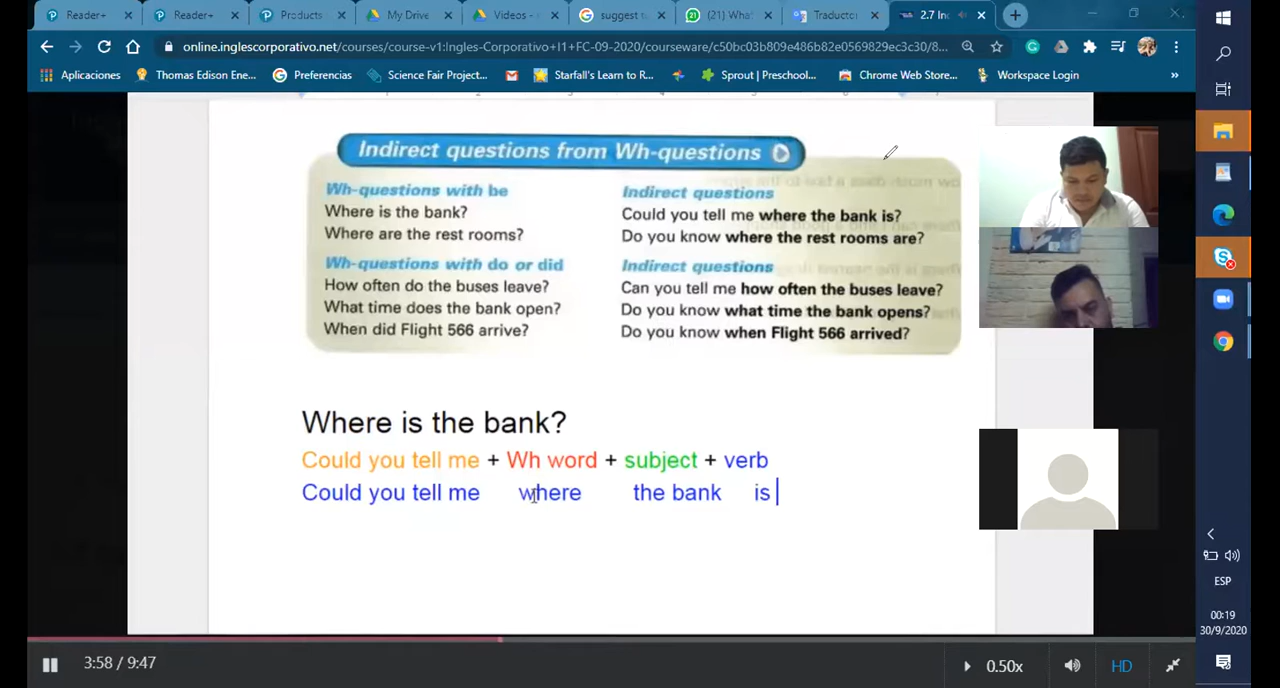 Reader+
Reader+
Products
My Drive
Videos -
suggest t
(21) Wha
Traducto
2.7 In
online.inglescorporativo.net/courses/course-v1:Ingles-Corporativo+I1+FC-09-2020/courseware/c50bc03b809e486b82e0569829ec3c30/8...
Aplicaciones
Thomas Edison Ene...
Preferencias
Science Fair Project...
Starfall's Learn to R...
Sprout | Preschool...
Chrome Web Store...
Workspace Login
»
Indirect questions from Wh-questions
Wh-questions with be
Where is the bank?
Where are the rest rooms?
Indirect questions
Could you tell me where the bank is?
Do you know where the rest rooms are?
Wh-questions with do or did
How often do the buses leave?
What time does the bank open?
When did Flight 566 arrive?
Indirect questions
Can you tell me how often the buses leave?
Do you know what time the bank opens?
Do you know when Flight 566 arrived?
Where is the bank?
Could you tell me + Wh word + subject + verb
Could you tell me where the bank is
3:58 / 9:47
0.50x
HD
ESP
00:19
30/9/2020